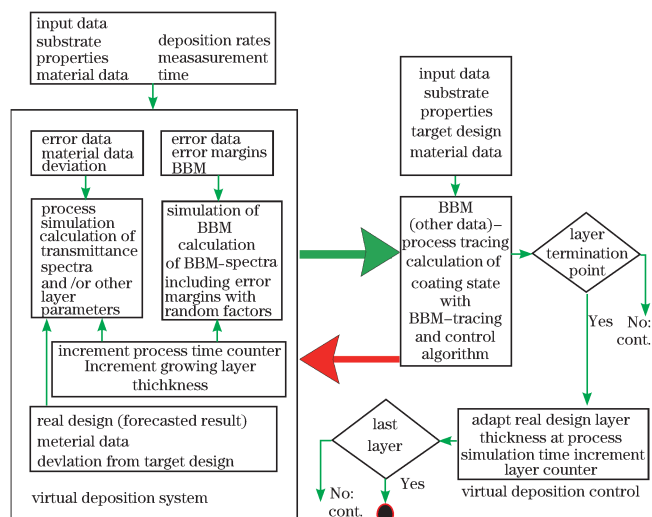 input data
substrate deposition rates
properties measasurement
material data time
error data
material data
deviation
error data
error margins
BBM
process
simulation
calculation of
transmittance
spectra
and /or other
layer
parameters
simulation of
BBM
calculation
of BBM-spectra
including error
margins with
random factors
increment process time counter
Increment growing layer
thichkness
real design (forecasted result)
meterial data
devlation from target design
virtual deposition system
input data
substrate
properties
target design
material data
BBM
(other data)-
process tracing
calculation of
coating state
with
BBM-tracing
and control
algorithm
layer
termination
point
No:
cont.
Yes
adapt real design layer
thickness at process
simulation time increment
layer counter
virtual deposition control
last
layer
No:
cont.
Yes